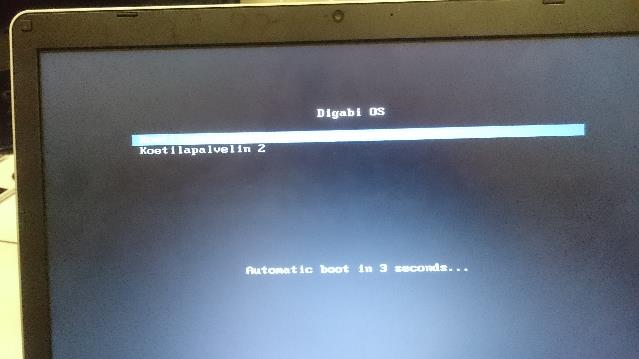 Digabi OS
Koetilapalvelin 2
Automatic boot in 3 seconds...